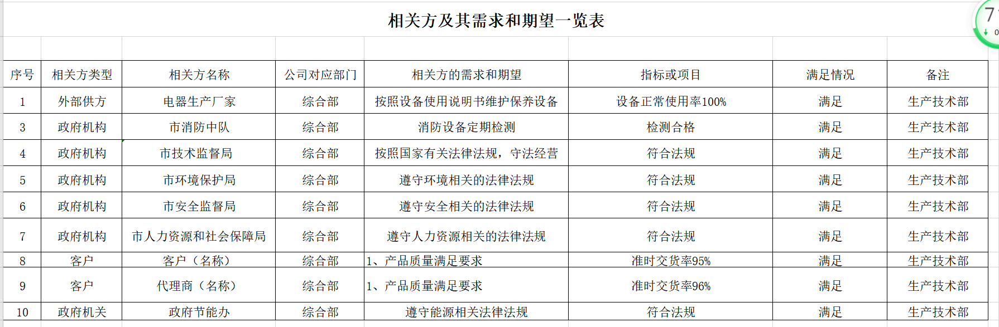 相关方及其需求和期望一览表
7
0
序号 相关方类型 相关方名称 公司对应部门 相关方的需求和期望 指标或项目 满足情况 备注
1 外部供方 电器生产厂家 综合部 按照设备使用说明书维护保养设备 设备正常使用率100% 满足 生产技术部
3 政府机构 市消防中队 综合部 消防设备定期检测 检测合格 满足 生产技术部
4 政府机构 市技术监督局 综合部 按照国家有关法律法规，守法经营 符合法规 满足 生产技术部
5 政府机构 市环境保护局 综合部 遵守环境相关的法律法规 符合法规 满足 生产技术部
6 政府机构 市安全监督局 综合部 遵守安全相关的法律法规 符合法规 满足 生产技术部
7 政府机构 市人力资源和社会保障局 综合部 遵守人力资源相关的法律法规 符合法规 满足 生产技术部
8 客户 客户（名称） 综合部 1、产品质量满足要求 准时交货率95% 满足 生产技术部
9 客户 代理商（名称） 综合部 1、产品质量满足要求 准时交货率96% 满足 生产技术部
10 政府机关 政府节能办 综合部 遵守能源相关法律法规 符合法规 满足 生产技术部